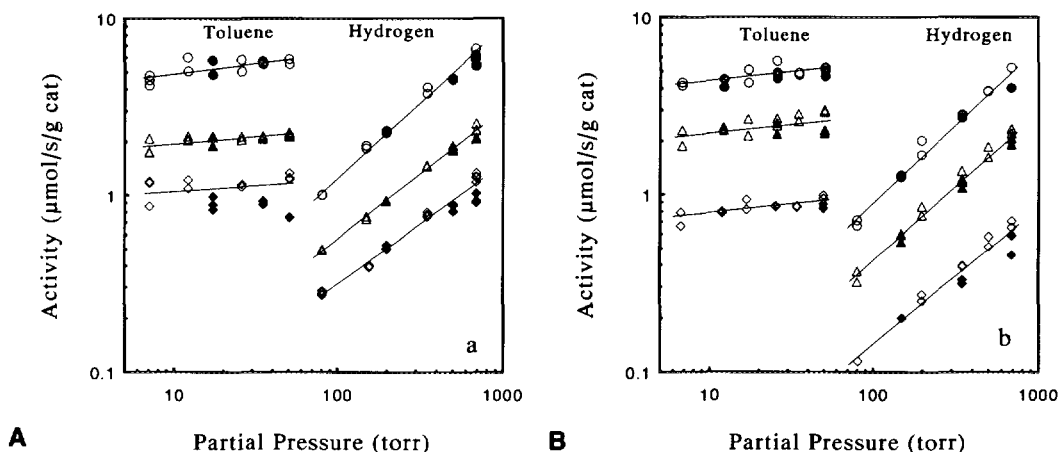 Activity (μmol/s/g cat)
10
1
0.1
Toluene
Hydrogen
a
10
100
1000
Partial Pressure (torr)
A
Activity (μmol/s/g cat)
10
1
0.1
Toluene
Hydrogen
b
10
100
1000
Partial Pressure (torr)
B